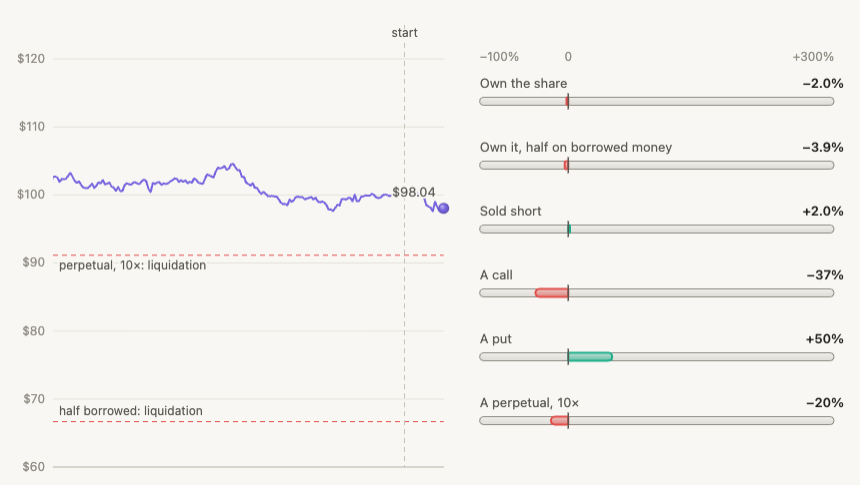 start
$120
$110
$100
$98.04
$90
perpetual, 10×: liquidation
$80
$70
half borrowed: liquidation
$60
−100% 0 +300%
Own the share −2.0%
Own it, half on borrowed money −3.9%
Sold short +2.0%
A call −37%
A put +50%
A perpetual, 10× −20%